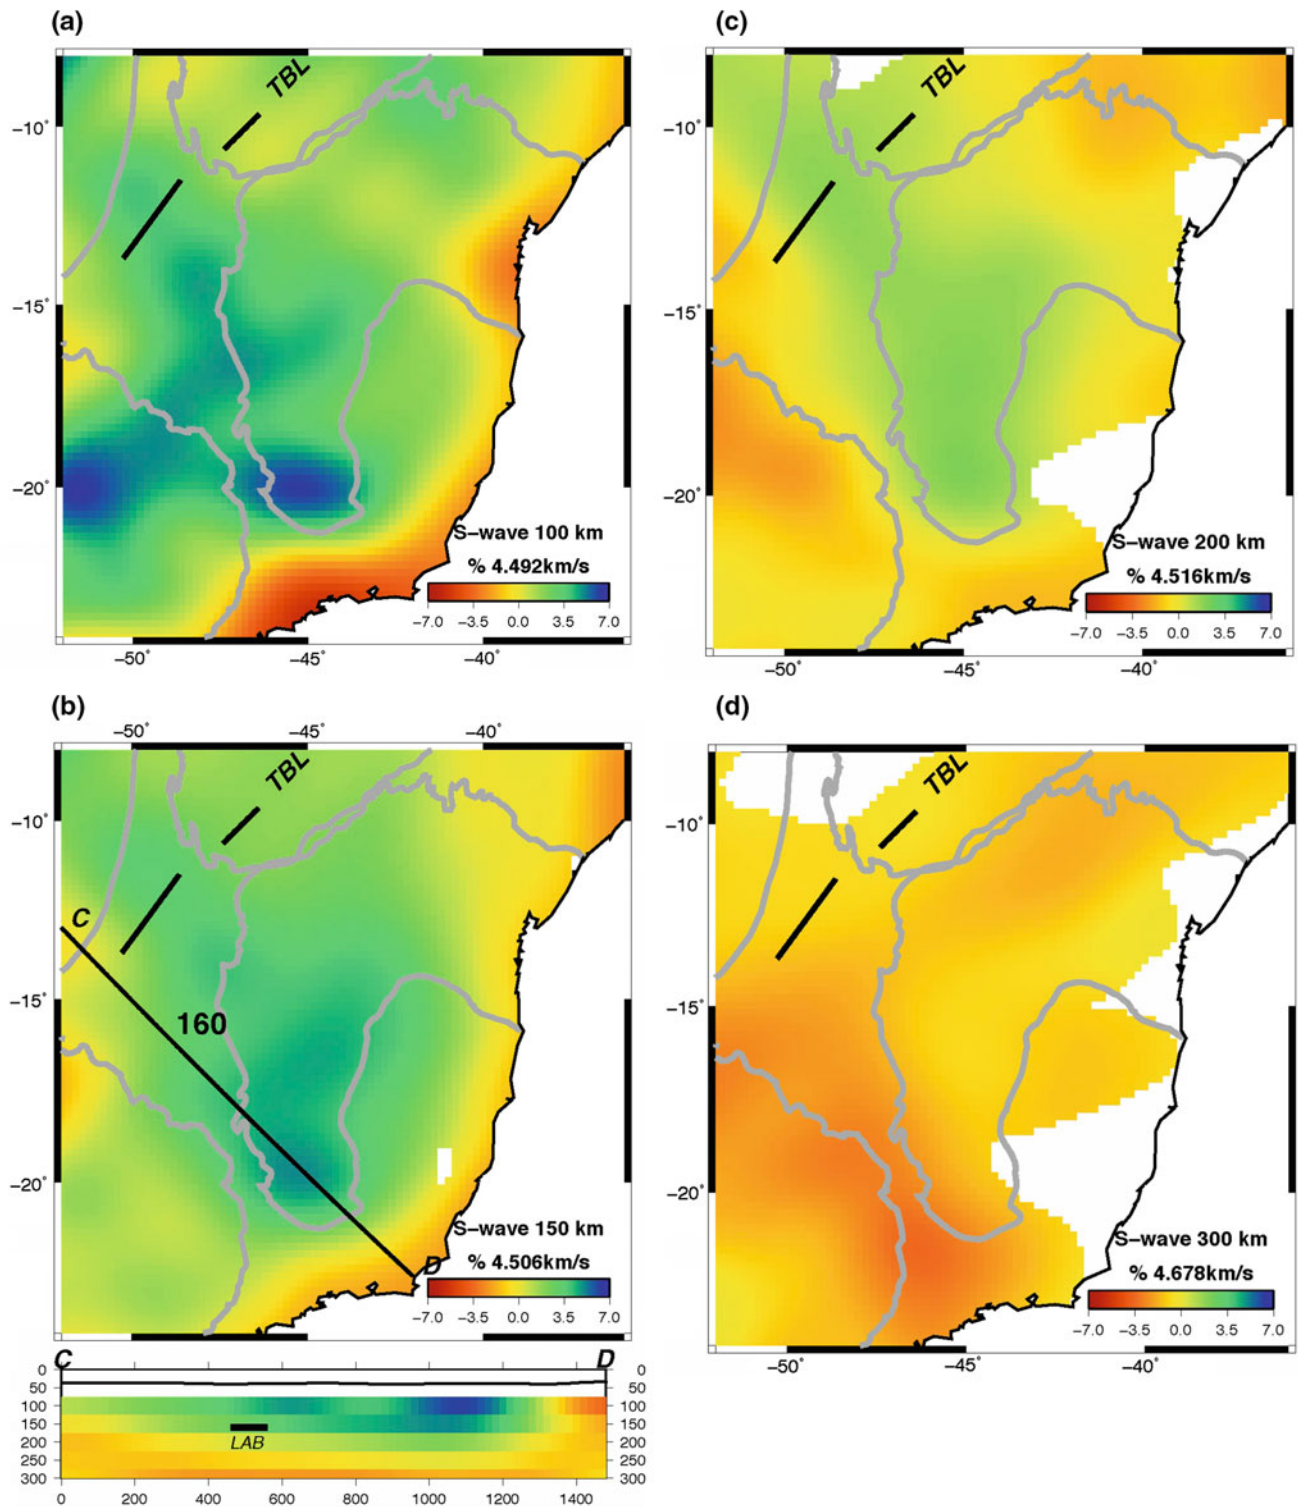 (a)
TBL
−10°
−15°
−20°
S−wave 100 km
% 4.492km/s
−7.0 −3.5 0.0 3.5 7.0
−50° −45° −40°
(c)
TBL
−10°
−15°
−20°
S−wave 200 km
% 4.516km/s
−7.0 −3.5 0.0 3.5 7.0
−50° −45° −40°
(b)
−50° −45° −40°
TBL
−10°
C
−15°
160
−20°
S−wave 150 km
% 4.506km/s
D
−7.0 −3.5 0.0 3.5 7.0
C D
0 0
50 50
100 100
150 150
LAB
200 200
250 250
300 300
0 200 400 600 800 1000 1200 1400
(d)
TBL
−10°
−15°
−20°
S−wave 300 km
% 4.678km/s
−7.0 −3.5 0.0 3.5 7.0
−50° −45° −40°